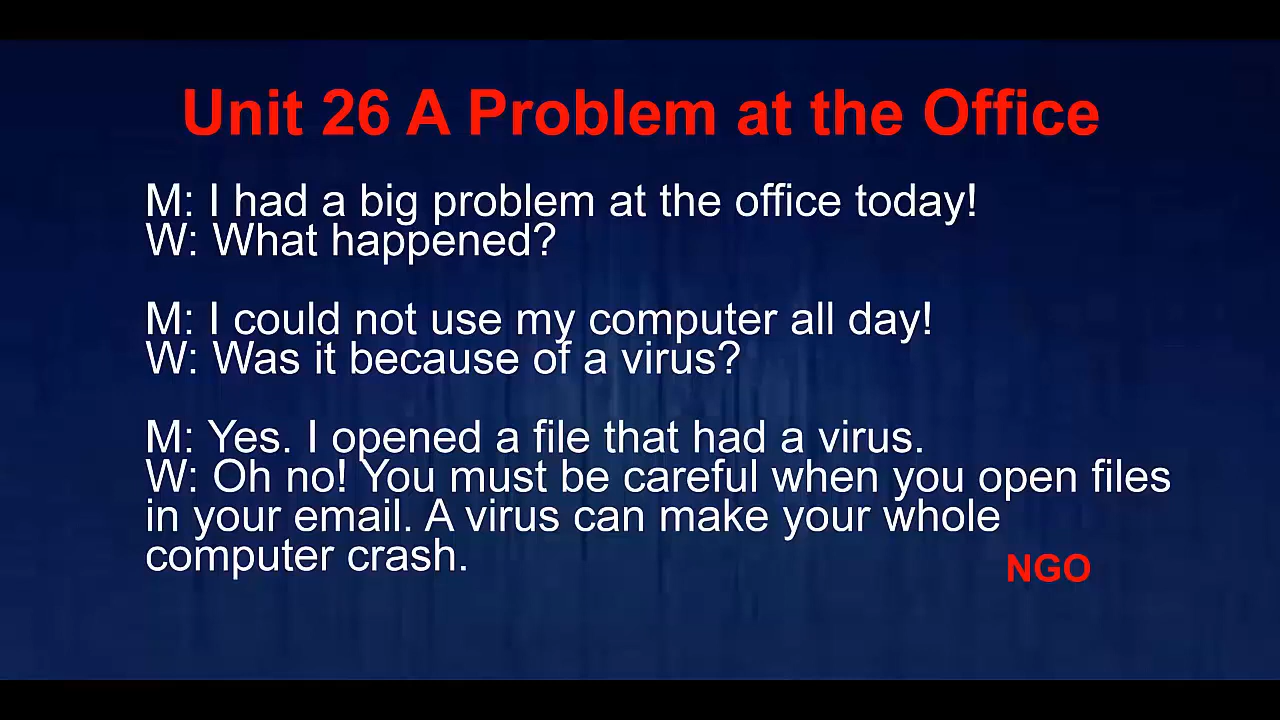 Unit 26 A Problem at the Office
M: I had a big problem at the office today!
W: What happened?
M: I could not use my computer all day!
W: Was it because of a virus?
M: Yes. I opened a file that had a virus.
W: Oh no! You must be careful when you open files
in your email. A virus can make your whole
computer crash.
NGO